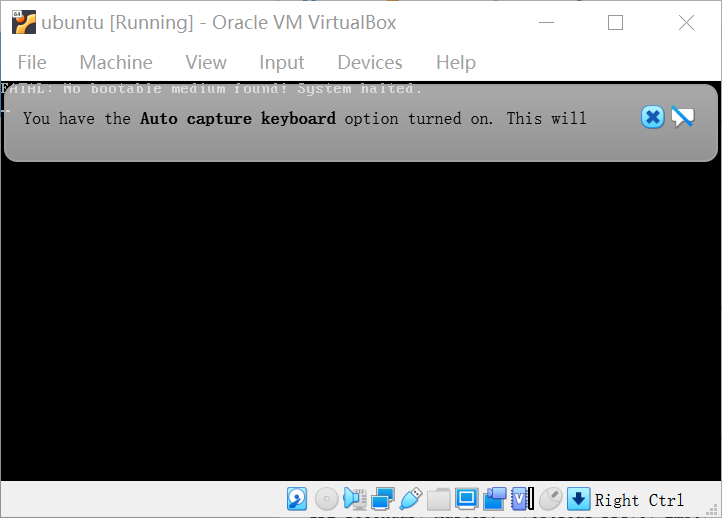 ubuntu [Running] - Oracle VM VirtualBox
File Machine View Input Devices Help
FATAL: No bootable medium found! System halted.
You have the Auto capture keyboard option turned on. This will
Right Ctrl